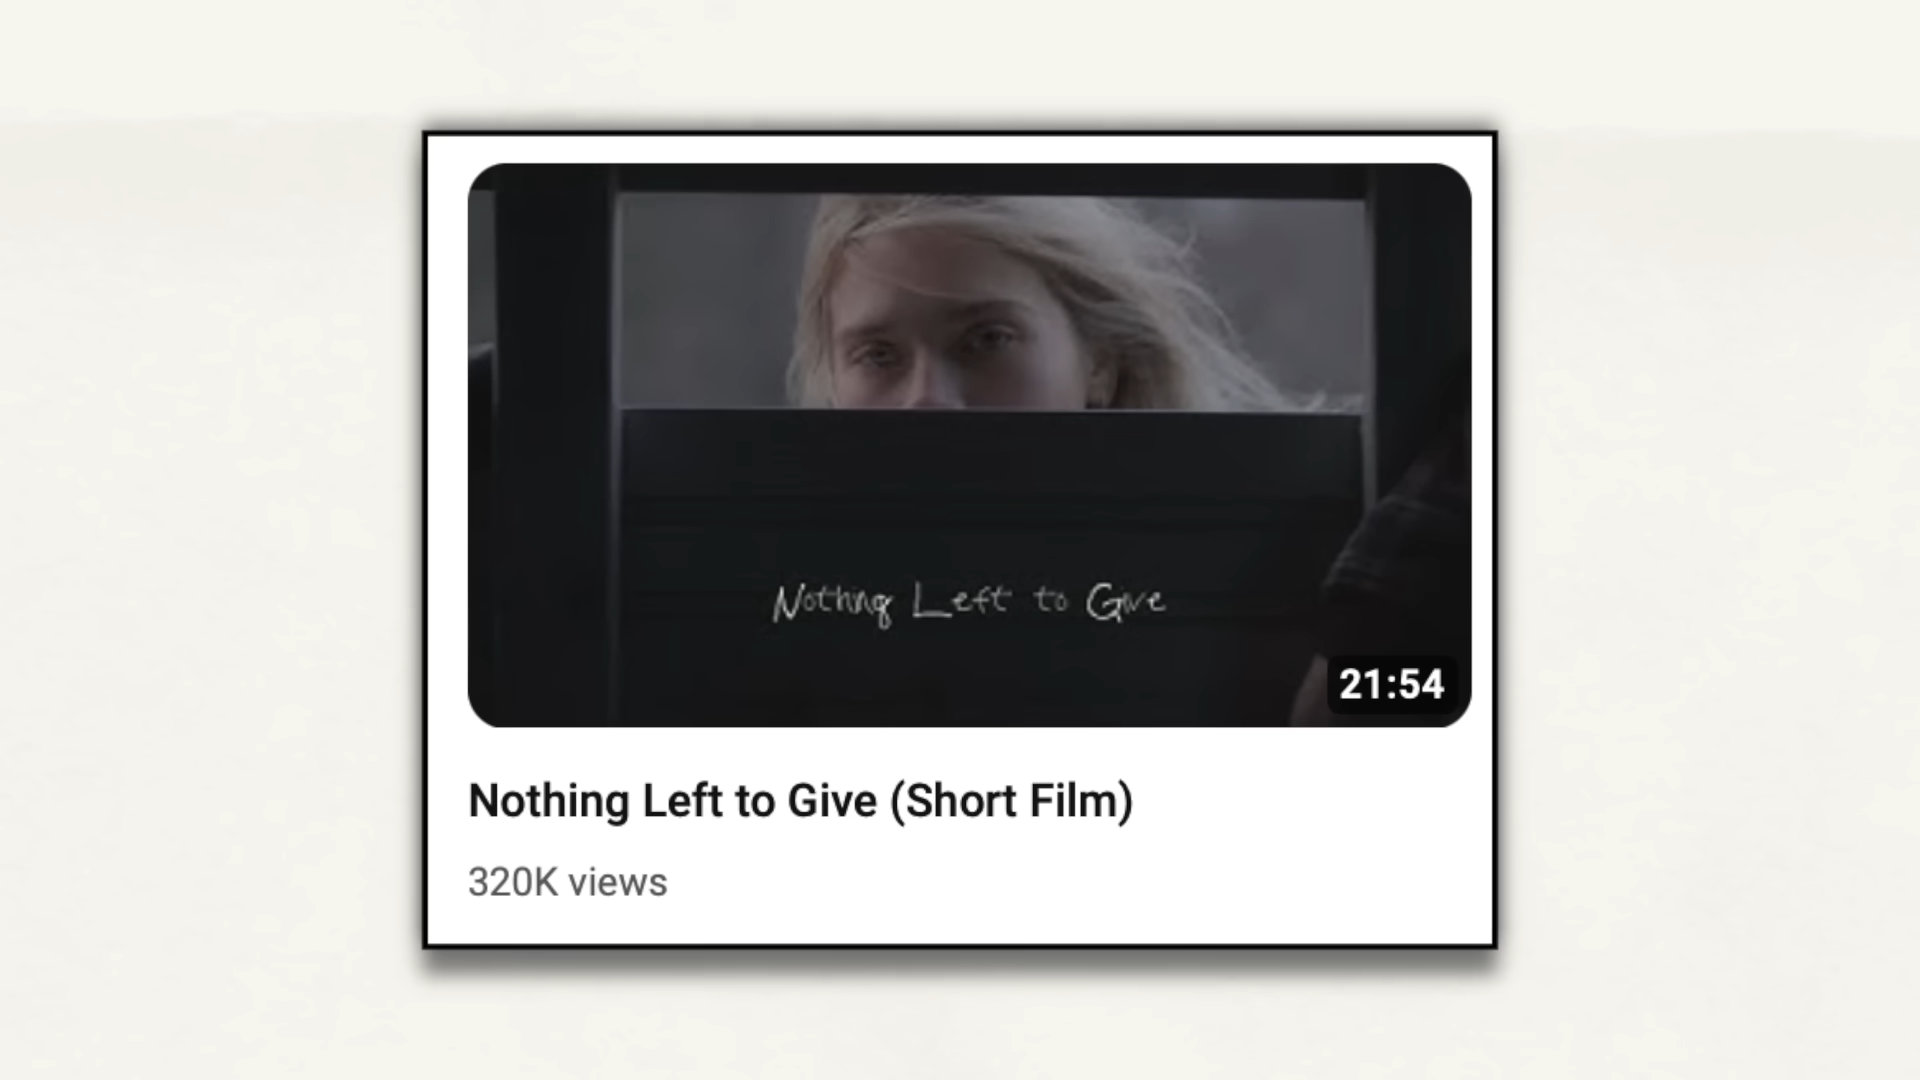 Nothing Left to Give
21:54
Nothing Left to Give (Short Film)
320K views